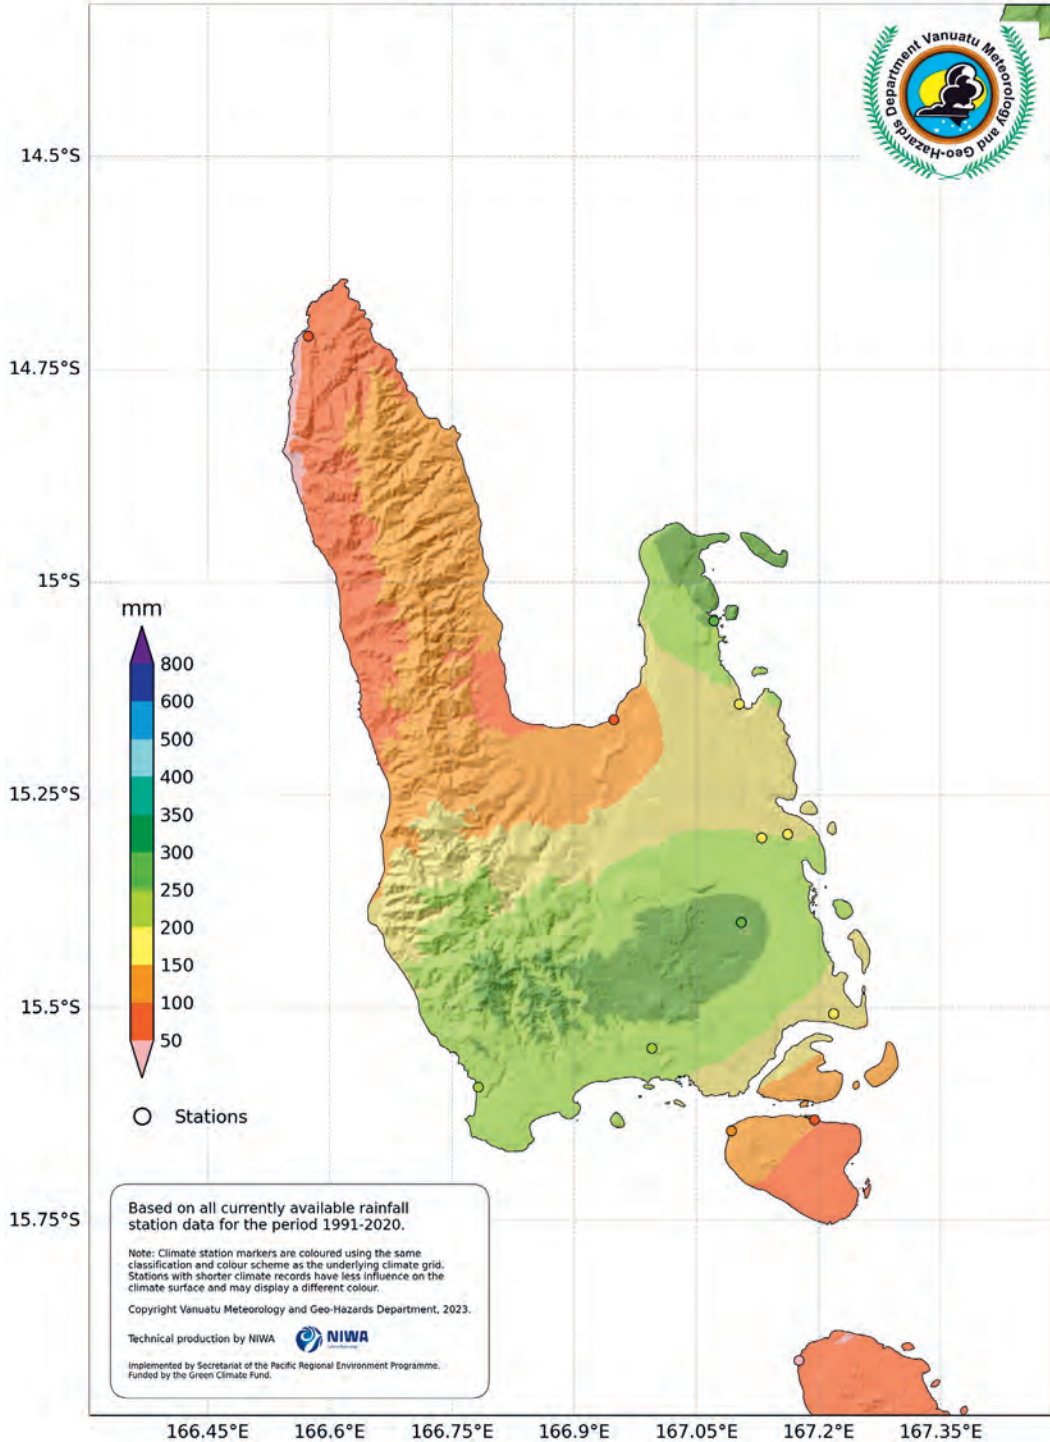 Vanuatu Meteorology and Geo-Hazards Department
14.5°S
14.75°S
15°S
15.25°S
15.5°S
15.75°S
mm
800
600
500
400
350
300
250
200
150
100
50
Stations
Based on all currently available rainfall
station data for the period 1991-2020.
Note: Climate station markers are coloured using the same
classification and colour scheme as the underlying climate grid.
Stations with shorter climate records have less influence on the
climate surface and may display a different colour.
Copyright Vanuatu Meteorology and Geo-Hazards Department, 2023.
Technical production by NIWA
NIWA
Implemented by Secretariat of the Pacific Regional Environment Programme.
Funded by the Green Climate Fund.
166.45°E
166.6°E
166.75°E
166.9°E
167.05°E
167.2°E
167.35°E